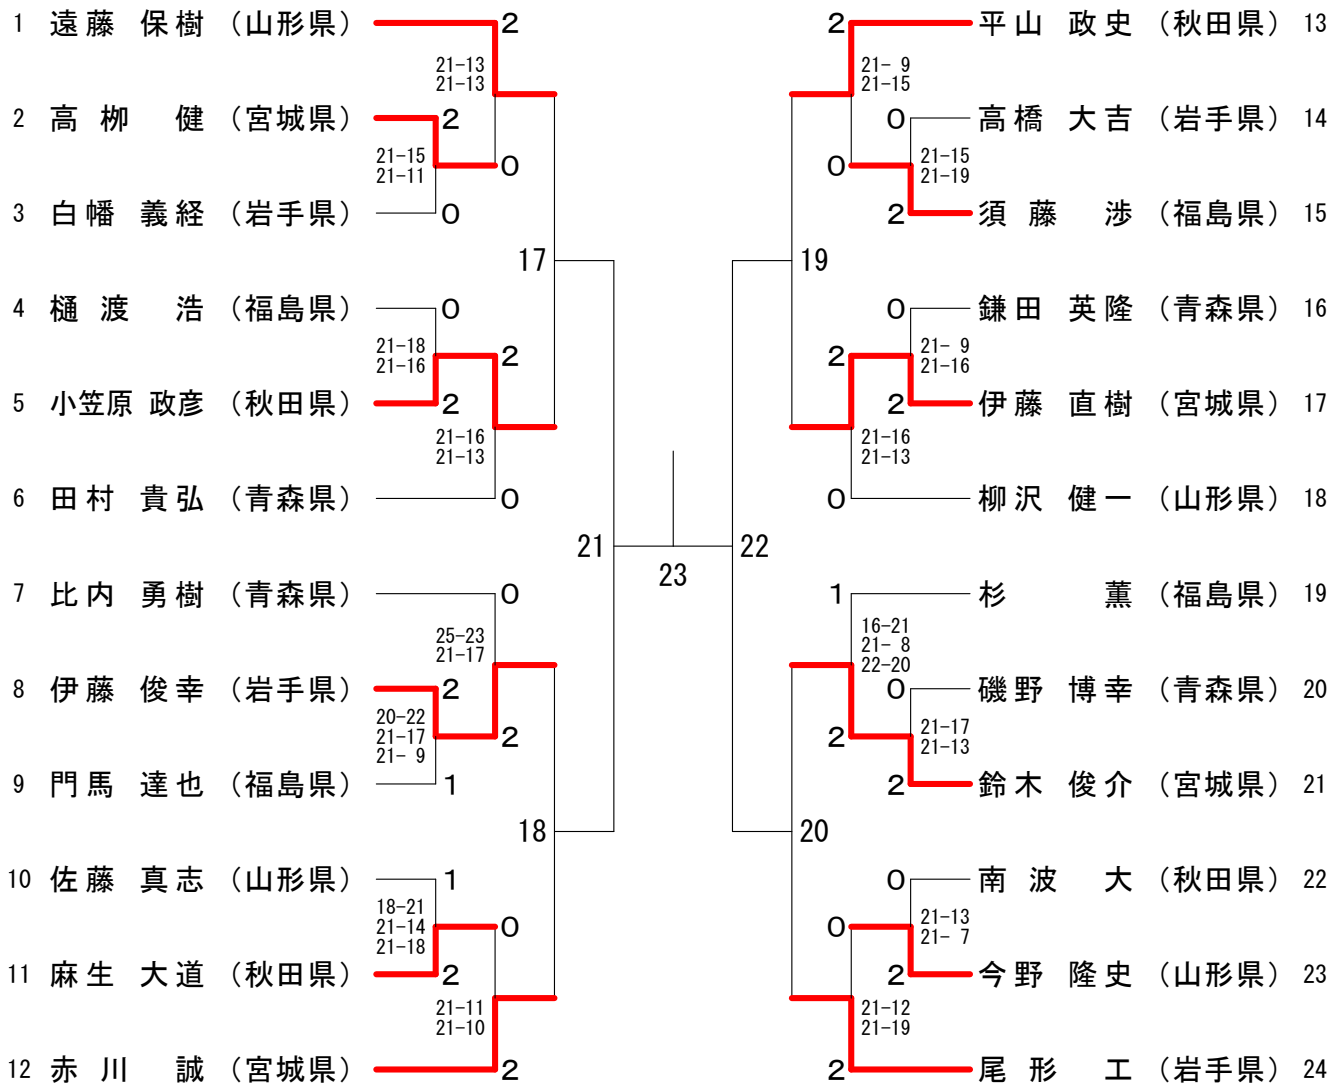 1 遠藤 保樹 (山形県) 2
21-13
21-13
2 高栁 健 (宮城県) 2
0
21-15
21-11
3 白幡 義経 (岩手県) 0
17
4 樋渡 浩 (福島県) 0
21-18
21-16
2
5 小笠原 政彦 (秋田県) 2
21-16
21-13
6 田村 貴弘 (青森県) 0
21
7 比内 勇樹 (青森県) 0
25-23
21-17
8 伊藤 俊幸 (岩手県) 2
20-22
21-17
21- 9
2
9 門馬 達也 (福島県) 1
18
10 佐藤 真志 (山形県) 1
18-21
21-14
21-18
0
11 麻生 大道 (秋田県) 2
21-11
21-10
12 赤川 誠 (宮城県) 2
23
2 平山 政史 (秋田県) 13
21- 9
21-15
0 高橋 大吉 (岩手県) 14
0
21-15
21-19
2 須藤 渉 (福島県) 15
19
0 鎌田 英隆 (青森県) 16
2
21- 9
21-16
2 伊藤 直樹 (宮城県) 17
21-16
21-13
0 柳沢 健一 (山形県) 18
22
1 杉 薫 (福島県) 19
16-21
21- 8
22-20
0 磯野 博幸 (青森県) 20
2
21-17
21-13
2 鈴木 俊介 (宮城県) 21
20
0 南波 大 (秋田県) 22
0
21-13
21- 7
2 今野 隆史 (山形県) 23
21-12
21-19
2 尾形 工 (岩手県) 24